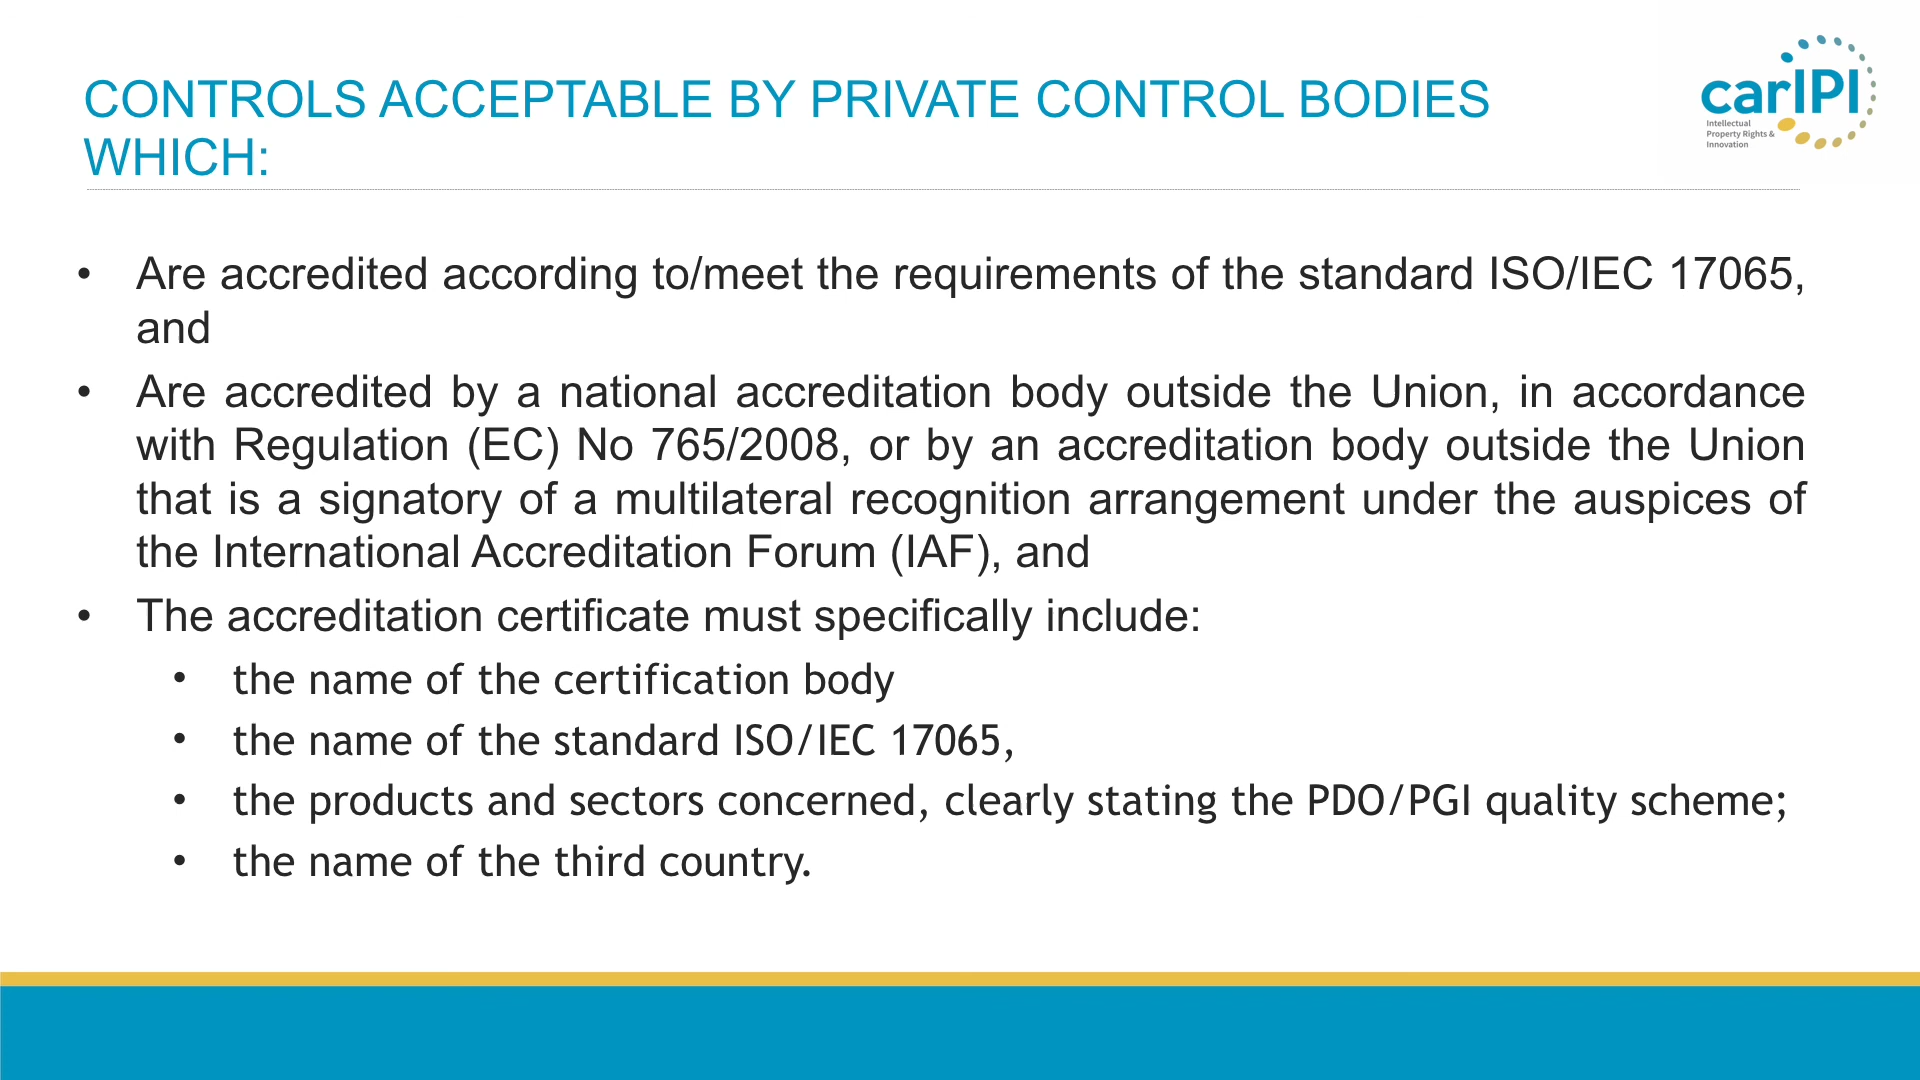 CONTROLS ACCEPTABLE BY PRIVATE CONTROL BODIES
WHICH:
carIPI
Intellectual
Property Rights &
Innovation
• Are accredited according to/meet the requirements of the standard ISO/IEC 17065,
and
• Are accredited by a national accreditation body outside the Union, in accordance
with Regulation (EC) No 765/2008, or by an accreditation body outside the Union
that is a signatory of a multilateral recognition arrangement under the auspices of
the International Accreditation Forum (IAF), and
• The accreditation certificate must specifically include:
• the name of the certification body
• the name of the standard ISO/IEC 17065,
• the products and sectors concerned, clearly stating the PDO/PGI quality scheme;
• the name of the third country.